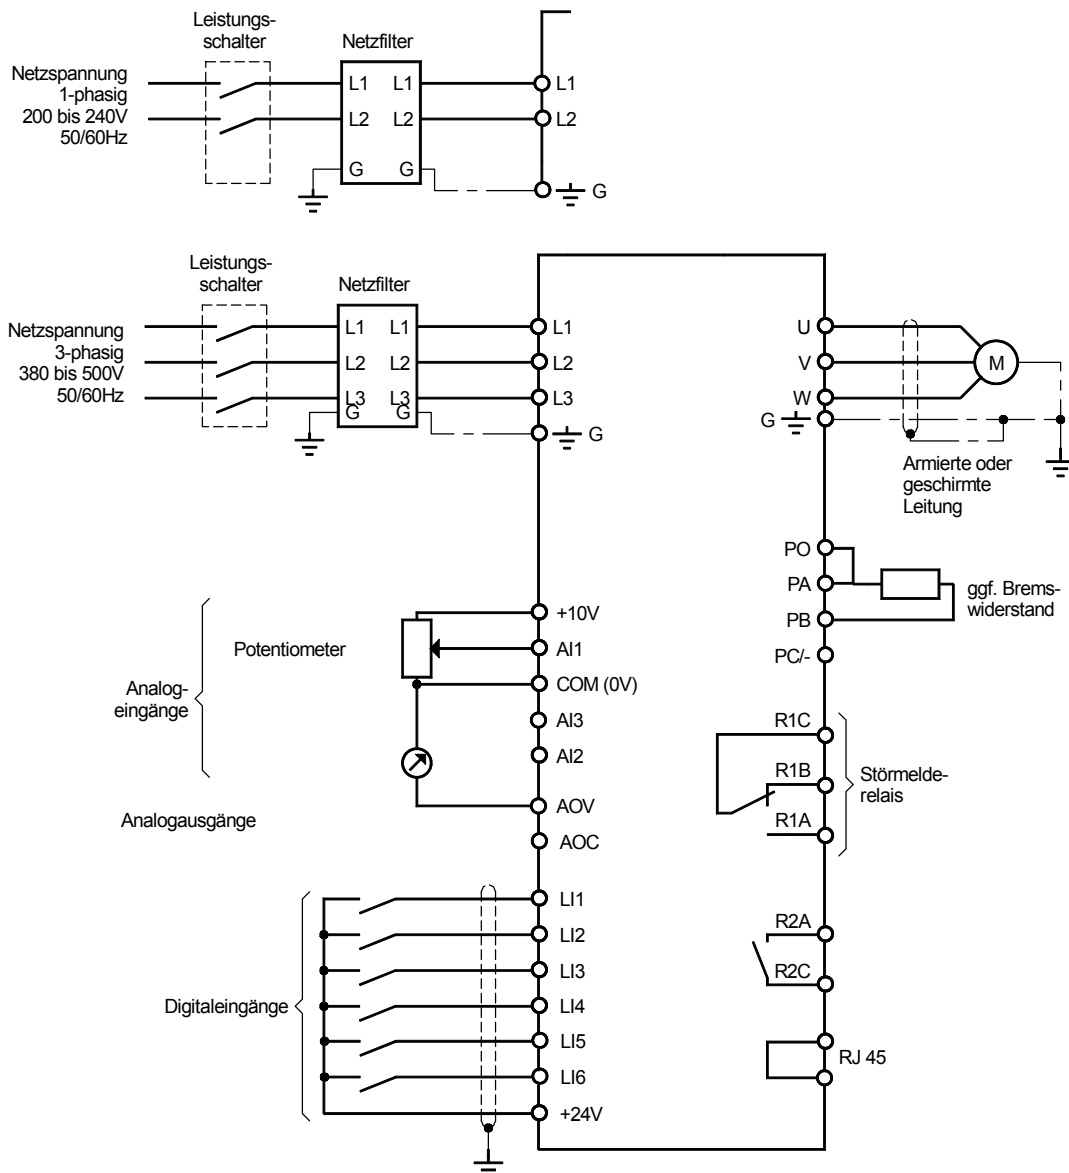 Leistungs-
schalter
Netzfilter
Netzspannung
1-phasig
200 bis 240V
50/60Hz
L1 L1
L2 L2
G G
L1
L2
G
Leistungs-
schalter
Netzfilter
Netzspannung
3-phasig
380 bis 500V
50/60Hz
L1 L1
L2 L2
L3 L3
G G
L1
L2
L3
G
U
V
W
G
M
Armierte oder
geschirmte
Leitung
PO
PA
PB
PC/-
ggf. Brems-
widerstand
Analog-
eingänge
Potentiometer
+10V
AI1
COM (0V)
AI3
AI2
Analogausgänge
AOV
AOC
R1C
R1B
R1A
Störmelde-
relais
Digitaleingänge
LI1
LI2
LI3
LI4
LI5
LI6
+24V
R2A
R2C
RJ 45